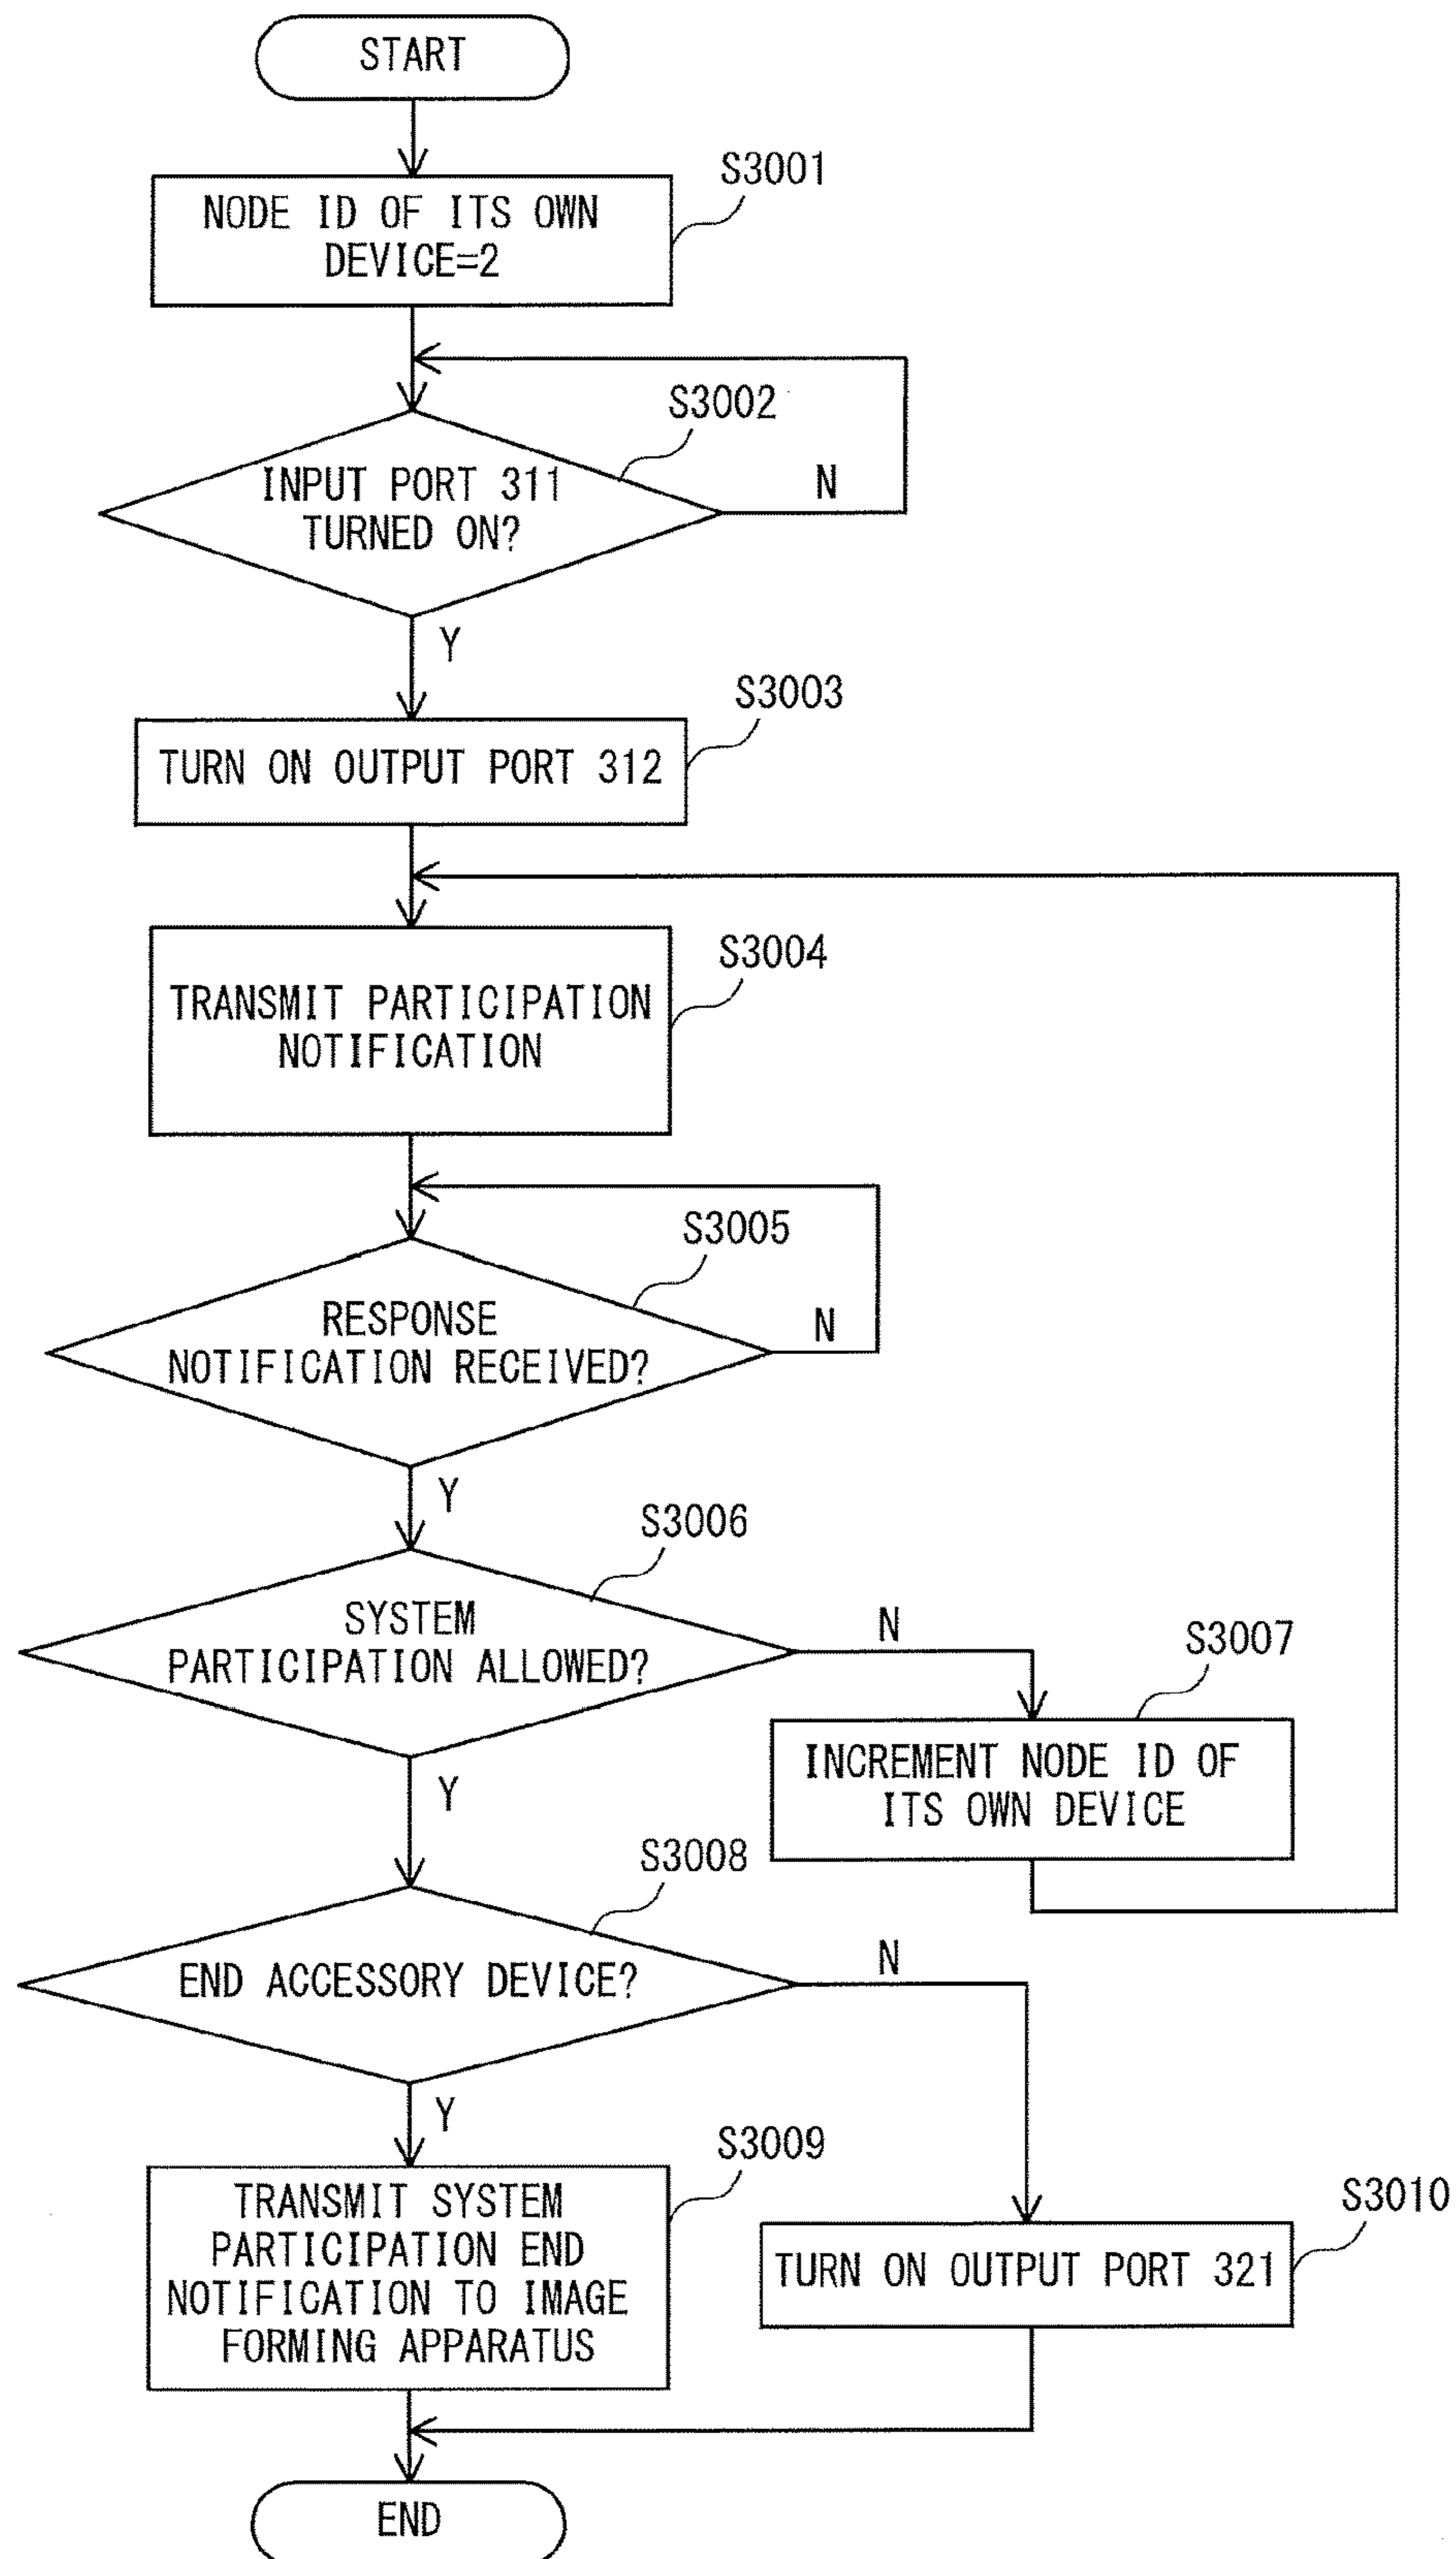 START
S3001
NODE ID OF ITS OWN
DEVICE=2
S3002
INPUT PORT 311
TURNED ON?
N
Y
S3003
TURN ON OUTPUT PORT 312
S3004
TRANSMIT PARTICIPATION
NOTIFICATION
S3005
RESPONSE
NOTIFICATION RECEIVED?
N
Y
S3006
SYSTEM
PARTICIPATION ALLOWED?
N
S3007
INCREMENT NODE ID OF
ITS OWN DEVICE
Y
S3008
END ACCESSORY DEVICE?
N
Y
S3009
TRANSMIT SYSTEM
PARTICIPATION END
NOTIFICATION TO IMAGE
FORMING APPARATUS
S3010
TURN ON OUTPUT PORT 321
END